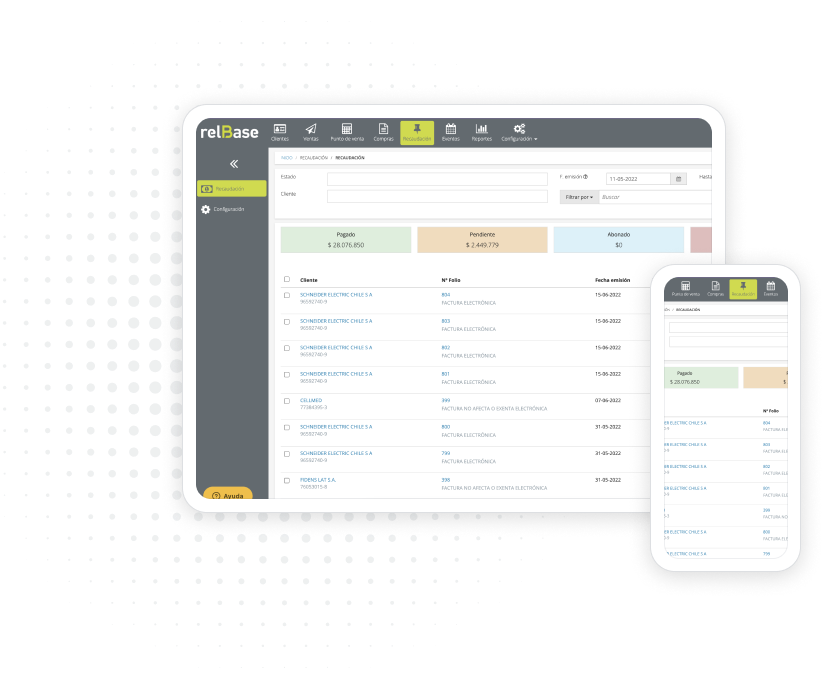 relBase
Clientes Ventas Punto de venta Compras Recaudación Eventos Reportes Configuración
INICIO / RECAUDACIÓN / RECAUDACIÓN
Recaudación
Configuración
Estado
F. emisión 11-05-2022 Hasta
Cliente
Filtrar por Buscar
Pagado Pendiente Abonado
$ 28.076.850 $ 2.449.779 $0
Cliente Nº Folio Fecha emisión
SCHNEIDER ELECTRIC CHILE S A 804 15-06-2022
96592740-9 FACTURA ELECTRÓNICA
SCHNEIDER ELECTRIC CHILE S A 803 15-06-2022
96592740-9 FACTURA ELECTRÓNICA
SCHNEIDER ELECTRIC CHILE S A 802 15-06-2022
96592740-9 FACTURA ELECTRÓNICA
SCHNEIDER ELECTRIC CHILE S A 801 15-06-2022
96592740-9 FACTURA ELECTRÓNICA
CELLMED 399 07-06-2022
77384395-3 FACTURA NO AFECTA O EXENTA ELECTRÓNICA
SCHNEIDER ELECTRIC CHILE S A 800 31-05-2022
96592740-9 FACTURA ELECTRÓNICA
SCHNEIDER ELECTRIC CHILE S A 799 31-05-2022
96592740-9 FACTURA ELECTRÓNICA
FIDENS LAT S.A. 398 31-05-2022
76083015-8 FACTURA NO AFECTA O EXENTA ELECTRÓNICA
Ayuda
Punto de venta Compras Recaudación Eventos
ÓN / RECAUDACIÓN
Pagado
$ 28.076.850 $
Nº Folio
ER ELECTRIC CHILE S A 804
FACTURA ELE
ER ELECTRIC CHILE S A 803
FACTURA ELE
ER ELECTRIC CHILE S A 802
FACTURA ELE
ER ELECTRIC CHILE S A 801
FACTURA ELE
399
FACTURA NO
ER ELECTRIC CHILE S A 800
FACTURA ELE
ELECTRIC CHILE S A 799